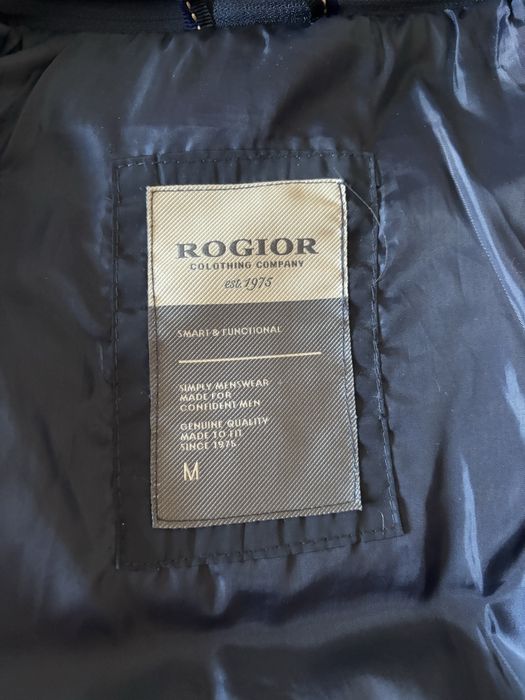 ROGIOR
COLOTHING COMPANY
est. 1975
SMART & FUNCTIONAL
SIMPLY MENSWEAR
MADE FOR
CONFIDENT MEN
GENUINE QUALITY
MADE TO FIT
SINCE 1975
M